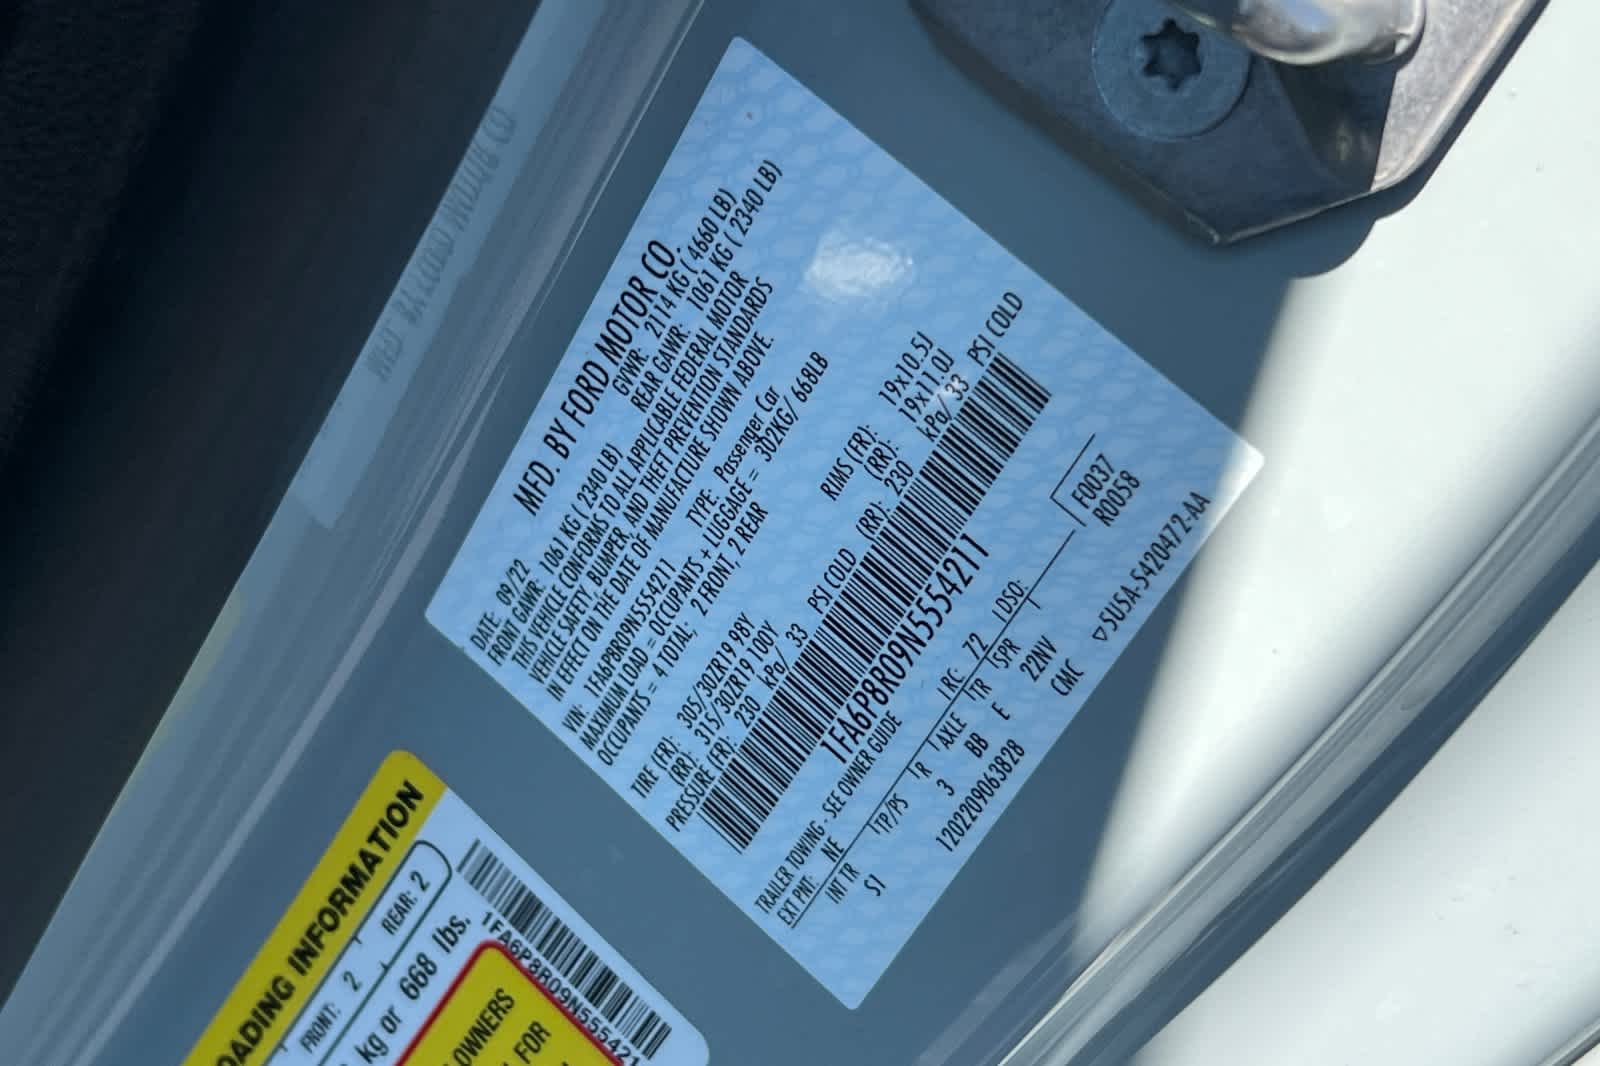 MFD. BY FORD MOTOR CO.
DATE: 09/22 GVWR: 2114 KG ( 4660 LB)
FRONT GAWR: 1061 KG ( 2340 LB) REAR GAWR: 1061 KG ( 2340 LB)
THIS VEHICLE CONFORMS TO ALL APPLICABLE FEDERAL MOTOR
VEHICLE SAFETY, BUMPER, AND THEFT PREVENTION STANDARDS
IN EFFECT ON THE DATE OF MANUFACTURE SHOWN ABOVE.
VIN: 1FA6P8R09N5554211 TYPE: Passenger Car
MAXIMUM LOAD = OCCUPANTS + LUGGAGE = 302KG/ 668LB
OCCUPANTS = 4 TOTAL, 2 FRONT, 2 REAR
TIRE (FR): 305/30ZR19 98Y RIMS (FR): 19x10.5J
(RR): 315/30ZR19 100Y (RR): 19x11.0J
PRESSURE (FR): 230 kPa/ 33 PSI COLD (RR): 230 kPa/ 33 PSI COLD
1FA6P8R09N5554211
TRAILER TOWING - SEE OWNER GUIDE
EXT PNT: NE RC: 72 DSO: F0037
INT TR TP/PS R AXLE TR SPR R0058
S1 3 BB E 22NV
1202209063828 CMC ▽5U5A-5420472-AA
OADING INFORMATION
FRONT: 2 REAR: 2
kg or 668 lbs.
1FA6P8R09N555421
OWNERS
FOR